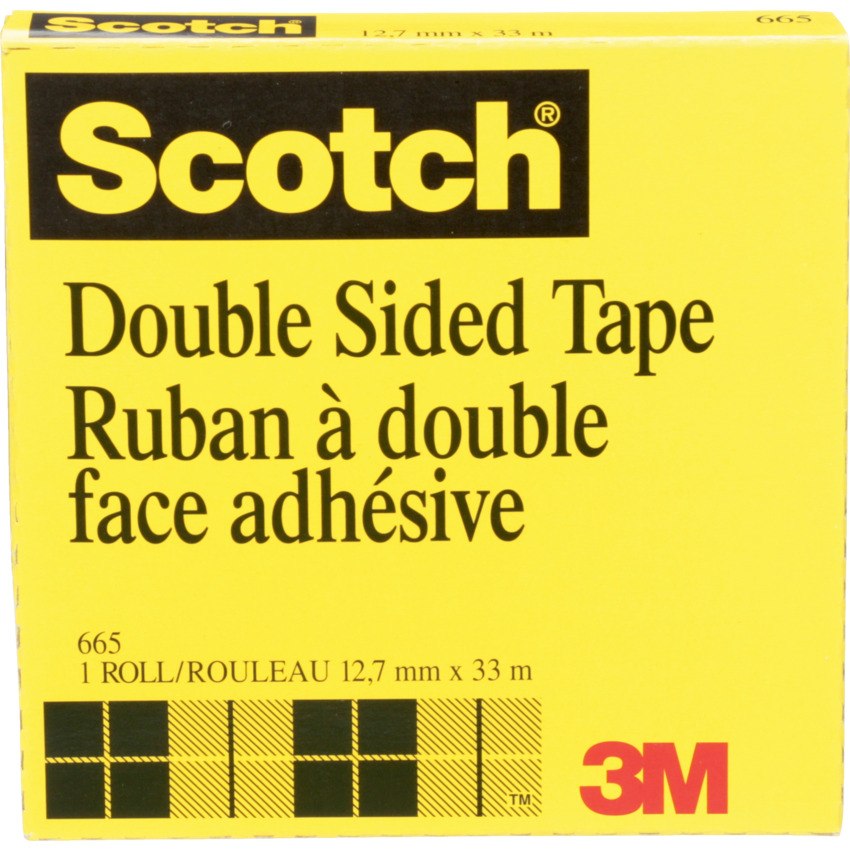 Scotch
12,7 mm x 33 m
665
Scotch®
Double Sided Tape
Ruban à double
face adhésive
665
1 ROLL/ROULEAU 12,7 mm x 33 m
TM
3M